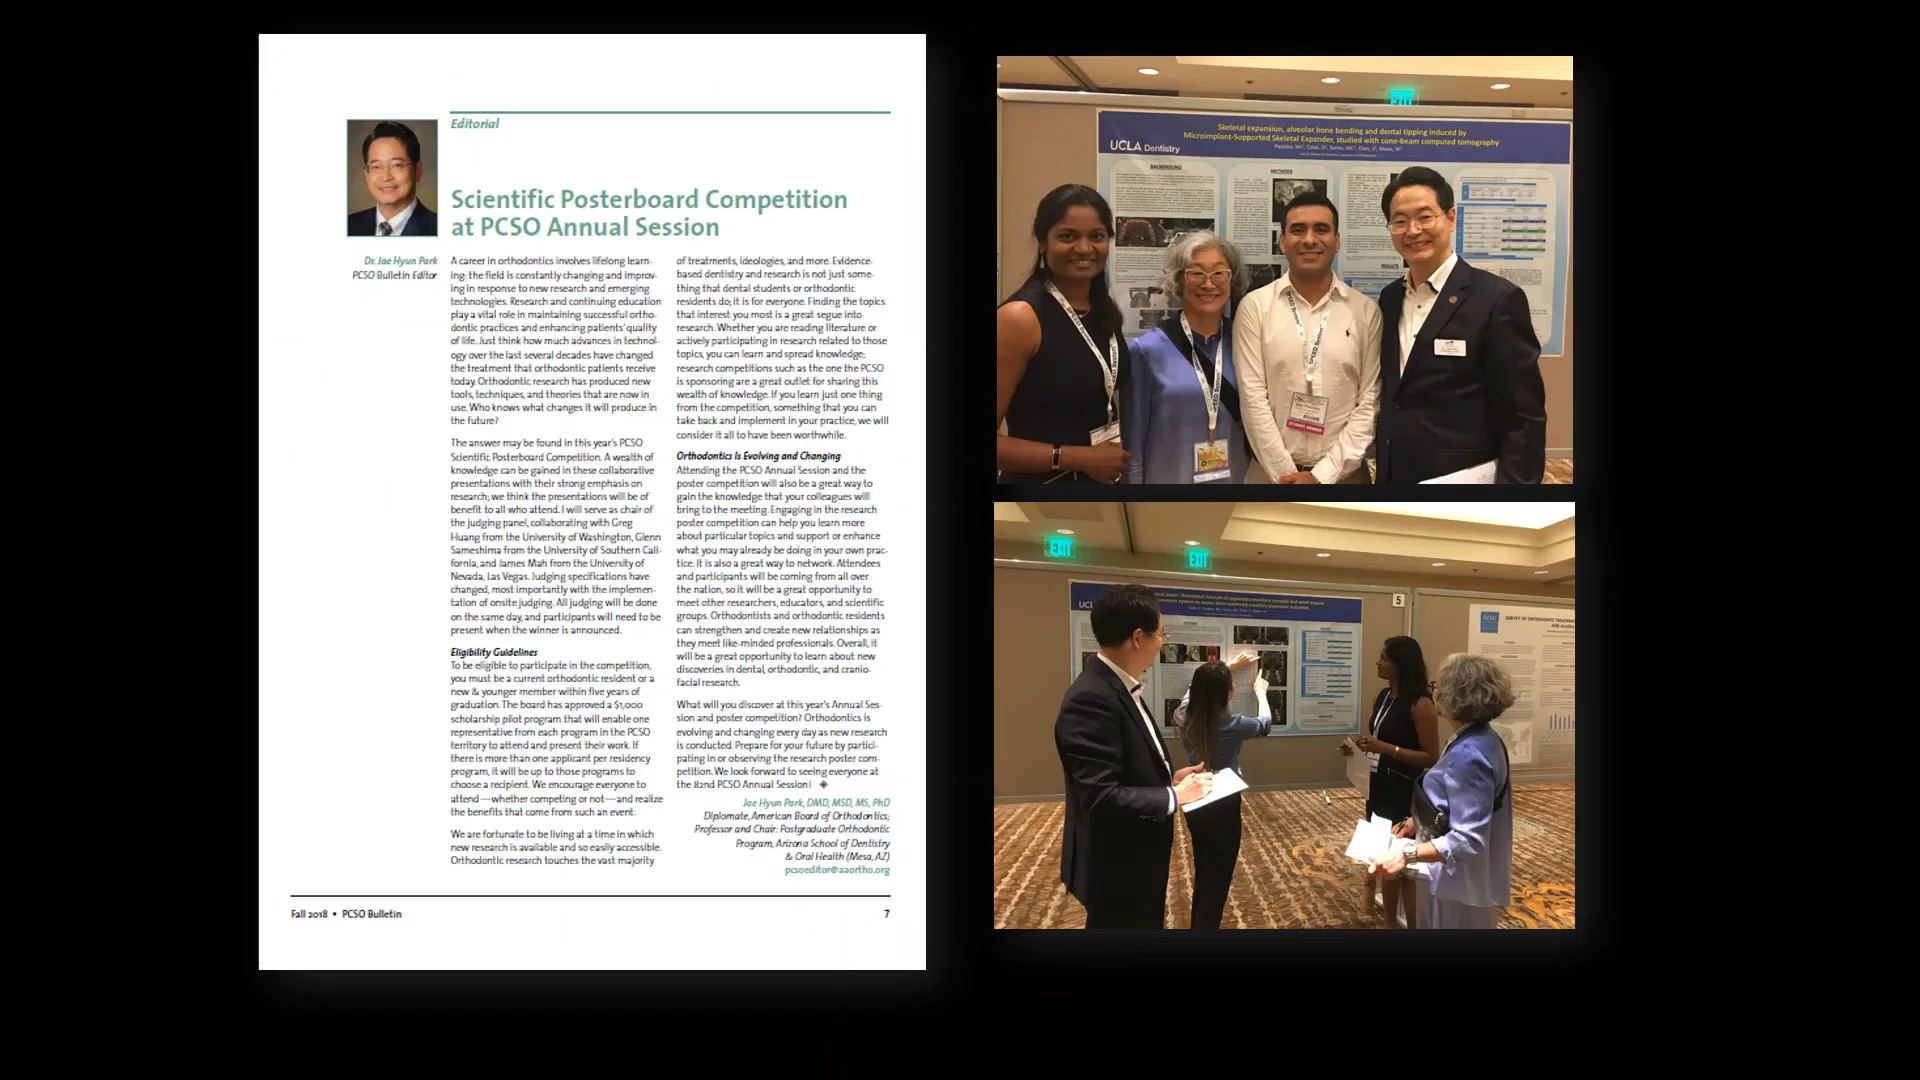 Editorial
Scientific Posterboard Competition
at PCSO Annual Session
Dr. Jae Hyun Park
PCSO Bulletin Editor
A career in orthodontics involves lifelong learn-
ing: the field is constantly changing and improv-
ing in response to new research and emerging
technologies. Research and continuing education
play a vital role in maintaining successful ortho-
dontic practices and enhancing patients' quality
of life. Just think how much advances in technol-
ogy over the last several decades have changed
the treatment that orthodontic patients receive
today. Orthodontic research has produced new
tools, techniques, and theories that are now in
use. Who knows what changes it will produce in
the future?
The answer may be found in this year's PCSO
Scientific Posterboard Competition. A wealth of
knowledge can be gained in these collaborative
presentations with their strong emphasis on
research; we think the presentations will be of
benefit to all who attend. I will serve as chair of
the judging panel, collaborating with Greg
Huang from the University of Washington, Glenn
Sameshima from the University of Southern Cali-
fornia, and James Mah from the University of
Nevada, Las Vegas. Judging specifications have
changed, most importantly with the implemen-
tation of onsite judging. All judging will be done
on the same day, and participants will need to be
present when the winner is announced.
Eligibility Guidelines
To be eligible to participate in the competition,
you must be a current orthodontic resident or a
new & younger member within five years of
graduation. The board has approved a $1,000
scholarship pilot program that will enable one
representative from each program in the PCSO
territory to attend and present their work. If
there is more than one applicant per residency
program, it will be up to those programs to
choose a recipient. We encourage everyone to
attend—whether competing or not—and realize
the benefits that come from such an event.
We are fortunate to be living at a time in which
new research is available and so easily accessible.
Orthodontic research touches the vast majority
of treatments, ideologies, and more. Evidence-
based dentistry and research is not just some-
thing that dental students or orthodontic
residents do; it is for everyone. Finding the topics
that interest you most is a great segue into
research. Whether you are reading literature or
actively participating in research related to those
topics, you can learn and spread knowledge;
research competitions such as the one the PCSO
is sponsoring are a great outlet for sharing this
wealth of knowledge. If you learn just one thing
from the competition, something that you can
take back and implement in your practice, we will
consider it all to have been worthwhile.
Orthodontics Is Evolving and Changing
Attending the PCSO Annual Session and the
poster competition will also be a great way to
gain the knowledge that your colleagues will
bring to the meeting. Engaging in the research
poster competition can help you learn more
about particular topics and support or enhance
what you may already be doing in your own prac-
tice. It is also a great way to network. Attendees
and participants will be coming from all over
the nation, so it will be a great opportunity to
meet other researchers, educators, and scientific
groups. Orthodontists and orthodontic residents
can strengthen and create new relationships as
they meet like-minded professionals. Overall, it
will be a great opportunity to learn about new
discoveries in dental, orthodontic, and cranio-
facial research.
What will you discover at this year's Annual Ses-
sion and poster competition? Orthodontics is
evolving and changing every day as new research
is conducted. Prepare for your future by partici-
pating in or observing the research poster com-
petition. We look forward to seeing everyone at
the 82nd PCSO Annual Session!
Jae Hyun Park, DMD, MSD, MS, PhD
Diplomate, American Board of Orthodontics;
Professor and Chair: Postgraduate Orthodontic
Program, Arizona School of Dentistry
& Oral Health (Mesa, AZ)
pcsoeditor@aaortho.org
Fall 2018 • PCSO Bulletin
7
EXIT
Skeletal expansion, alveolar bone bending and dental tipping induced by
Microimplant-Supported Skeletal Expander, studied with cone-beam computed tomography
UCLA Dentistry
BACKGROUND
METHODS
RESULTS
SPEED System
STUDENT MEMBER
EXIT
EXIT
5
ATSU